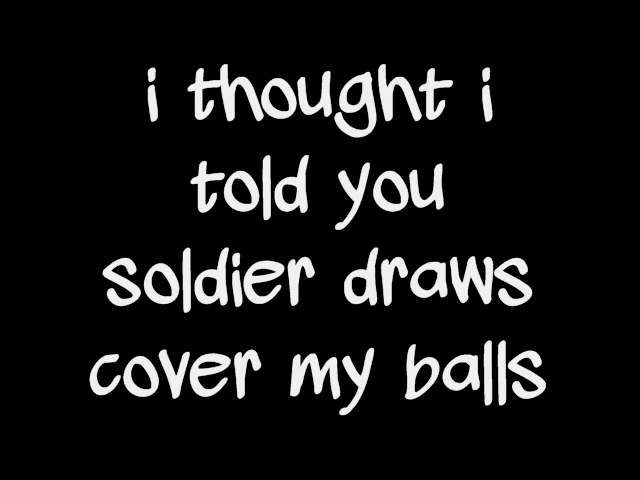 i thought i
told you
soldier draws
cover my balls